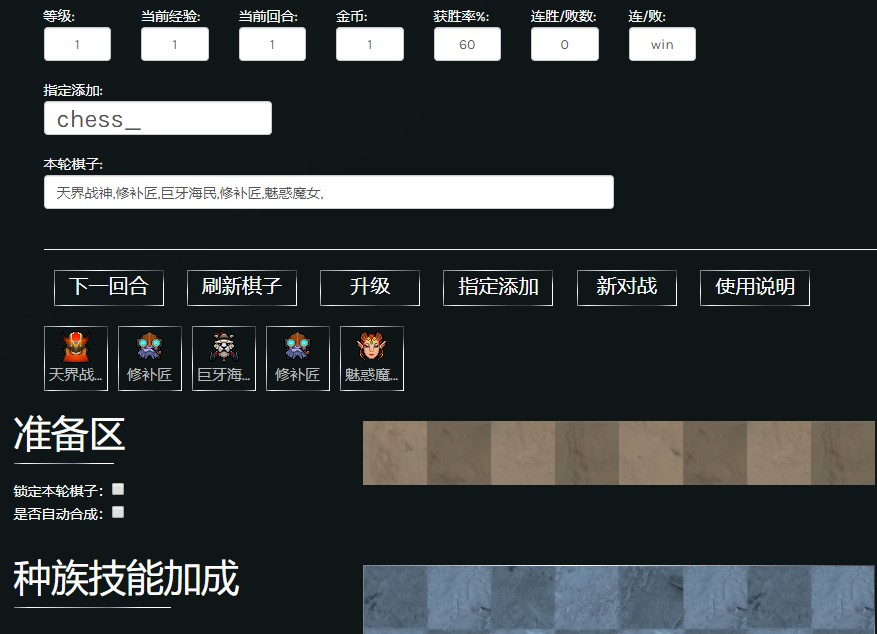 等级: 当前经验: 当前回合: 金币: 获胜率%: 连胜/败数: 连/败:
1 1 1 1 60 0 win
指定添加:
chess_
本轮棋子:
天界战神,修补匠,巨牙海民,修补匠,魅惑魔女,
下一回合 刷新棋子 升级 指定添加 新对战 使用说明
天界战... 修补匠 巨牙海... 修补匠 魅惑魔...
准备区
锁定本轮棋子:
是否自动合成:
种族技能加成